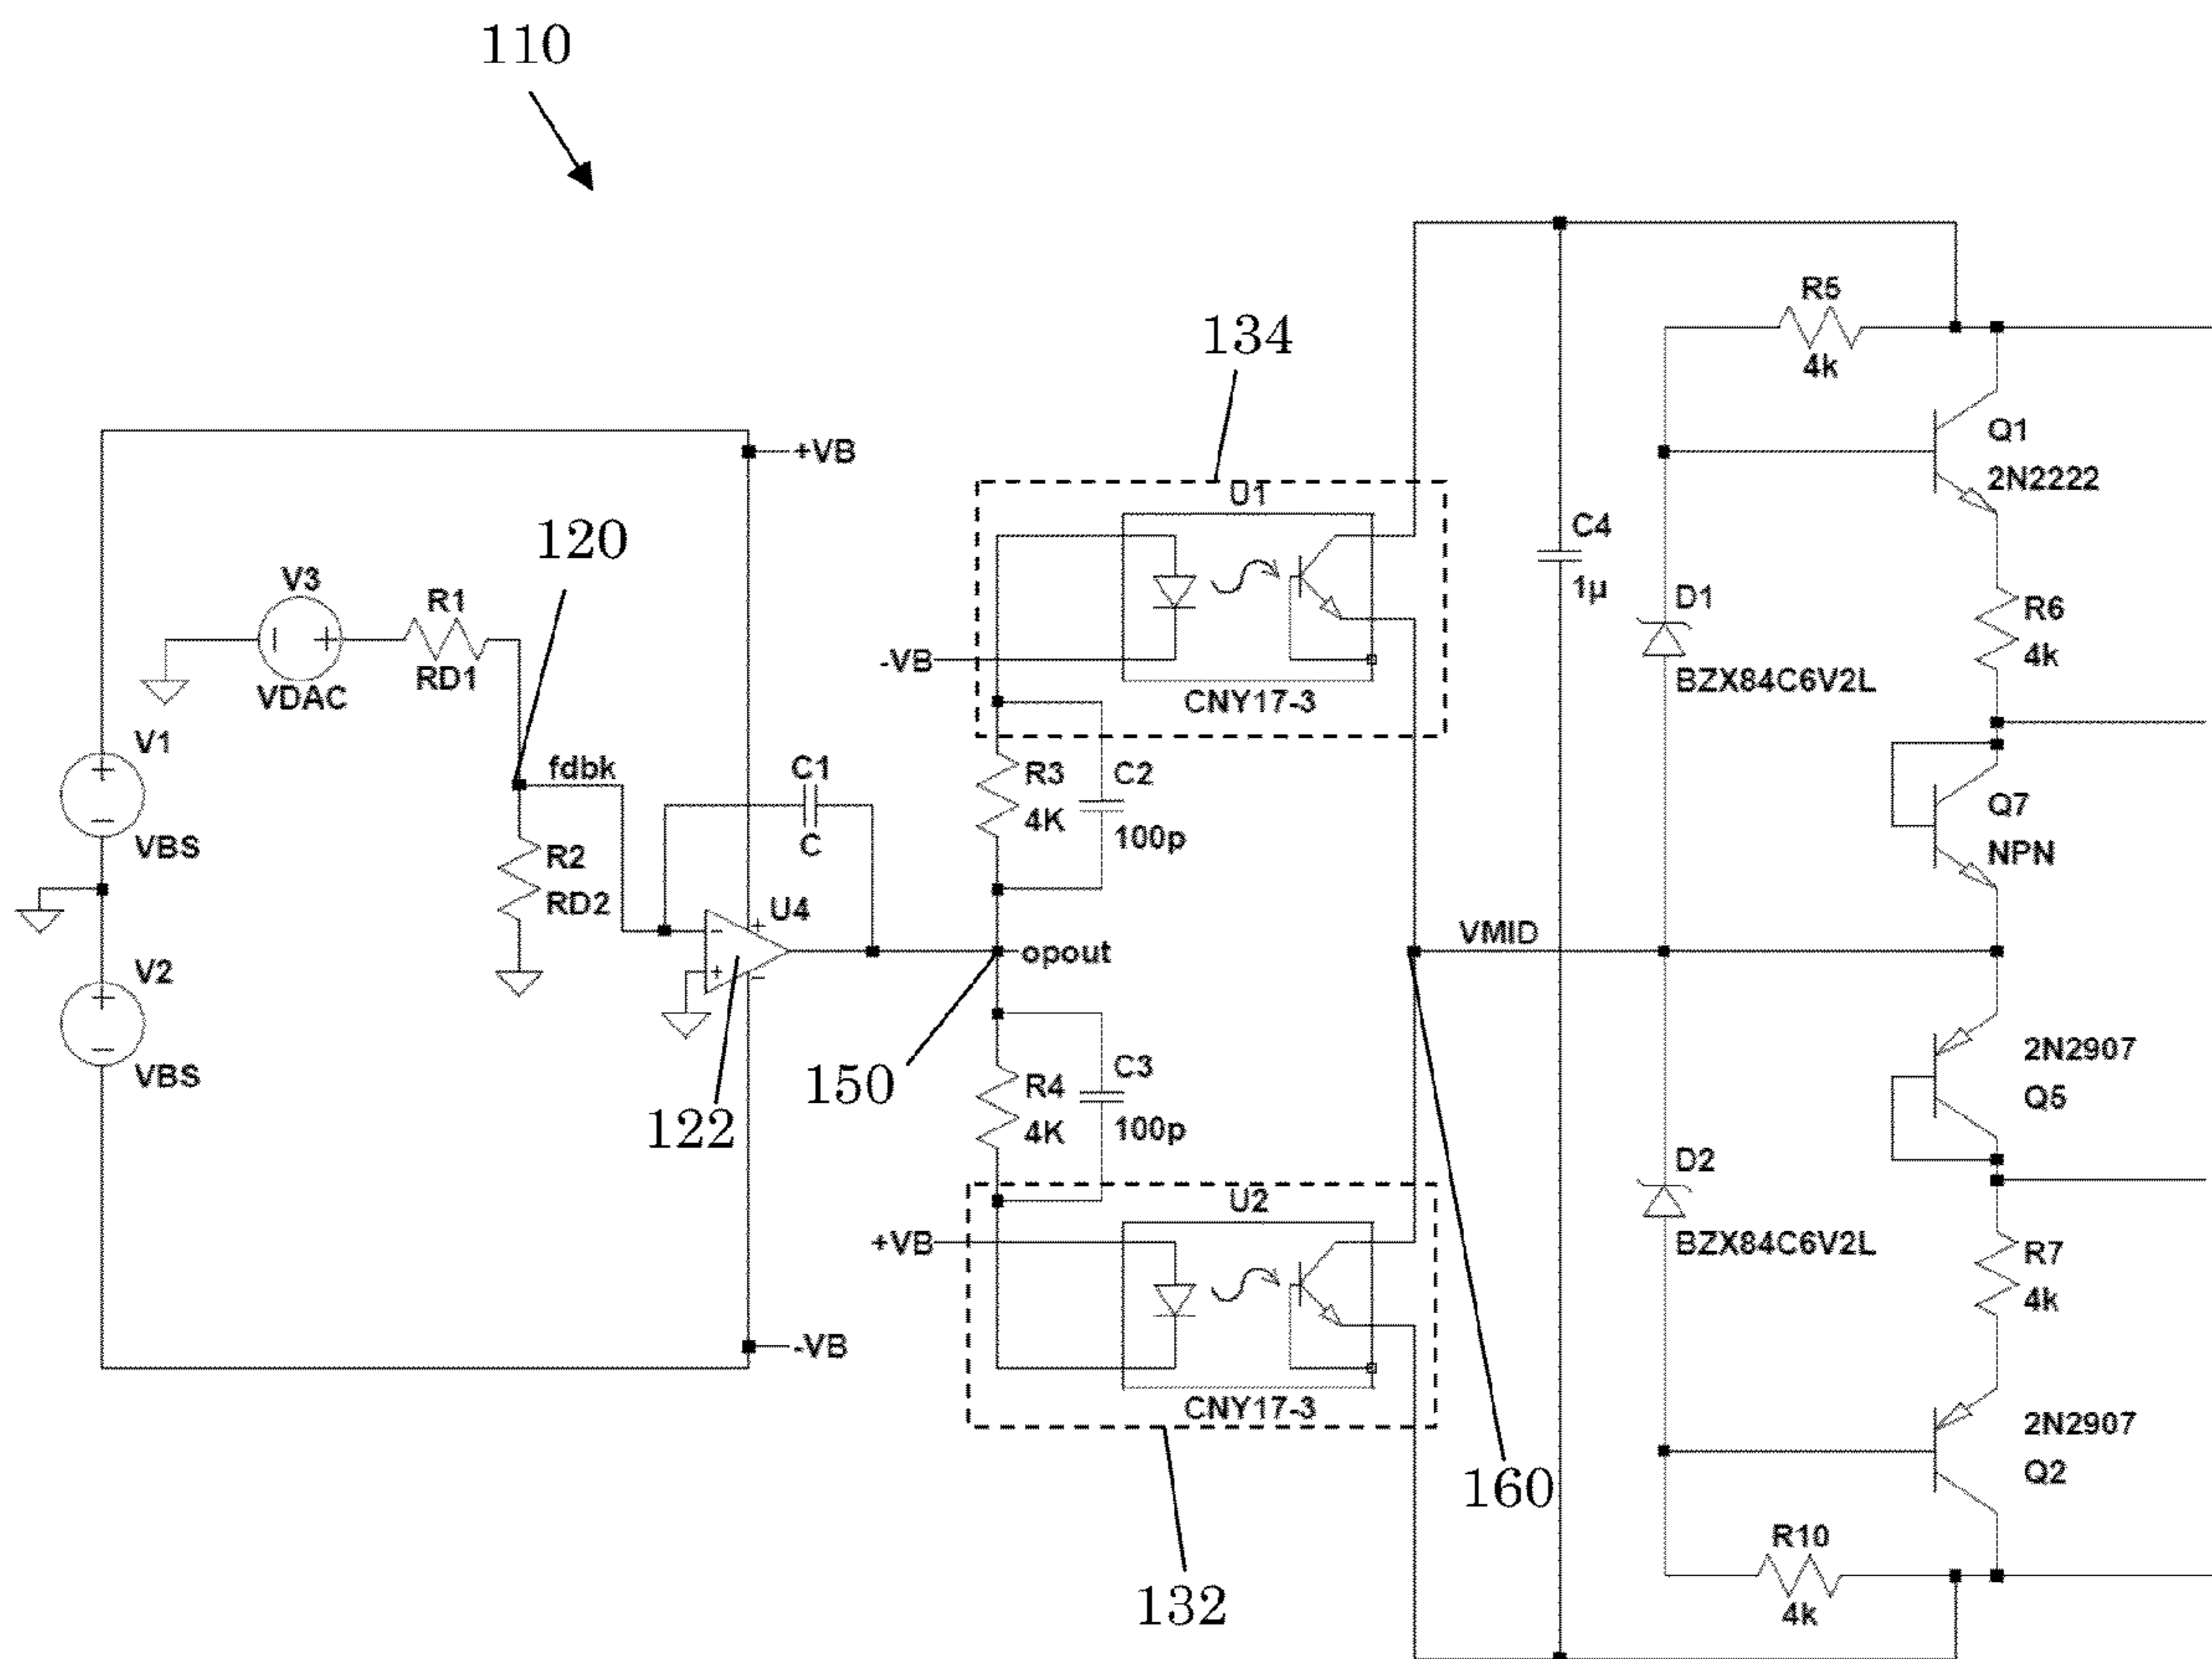 110
134
120
132
122
150
160
+VB
V3
R1
RD1
VDAC
V1
VBS
fdbk
R2
RD2
C1
C
U4
V2
VBS
-VB
U1
-VB
CNY17-3
R3
4K
C2
100p
opout
R4
4K
C3
100p
U2
+VB
CNY17-3
C4
1µ
VMID
R5
4k
Q1
2N2222
D1
BZX84C6V2L
R6
4k
Q7
NPN
2N2907
Q5
D2
BZX84C6V2L
R7
4k
2N2907
Q2
R10
4k